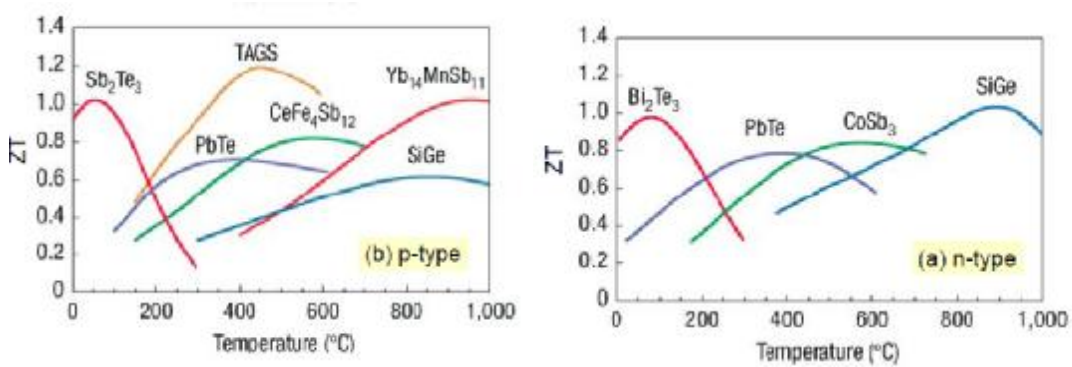 1.4
1.2
1.0
0.8
0.6
0.4
0.2
0
ZT
Sb₂Te₃
TAGS
Yb₁₄MnSb₁₁
CeFe₄Sb₁₂
PbTe
SiGe
(b) p-type
0 200 400 600 800 1,000
Temperature (°C)
1.4
1.2
1.0
0.8
0.6
0.4
0.2
0
ZT
Bi₂Te₃
PbTe
CoSb₃
SiGe
(a) n-type
0 200 400 600 800 1,000
Temperature (°C)